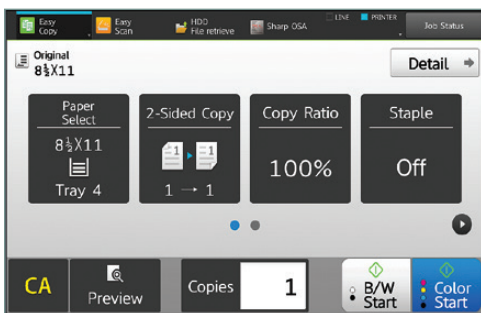 Easy Copy
Easy Scan
HDD File retrieve
Sharp OSA
LINE
PRINTER
Job Status
Original
8½X11
Detail
Paper Select
8½X11
Tray 4
2-Sided Copy
1
1
1 → 1
Copy Ratio
100%
Staple
Off
CA
Preview
Copies
1
B/W Start
Color Start